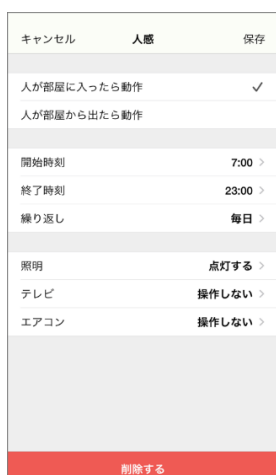 キャンセル 人感 保存
人が部屋に入ったら動作 ✓
人が部屋から出たら動作
開始時刻 7:00 >
終了時刻 23:00 >
繰り返し 毎日 >
照明 点灯する >
テレビ 操作しない >
エアコン 操作しない >
削除する